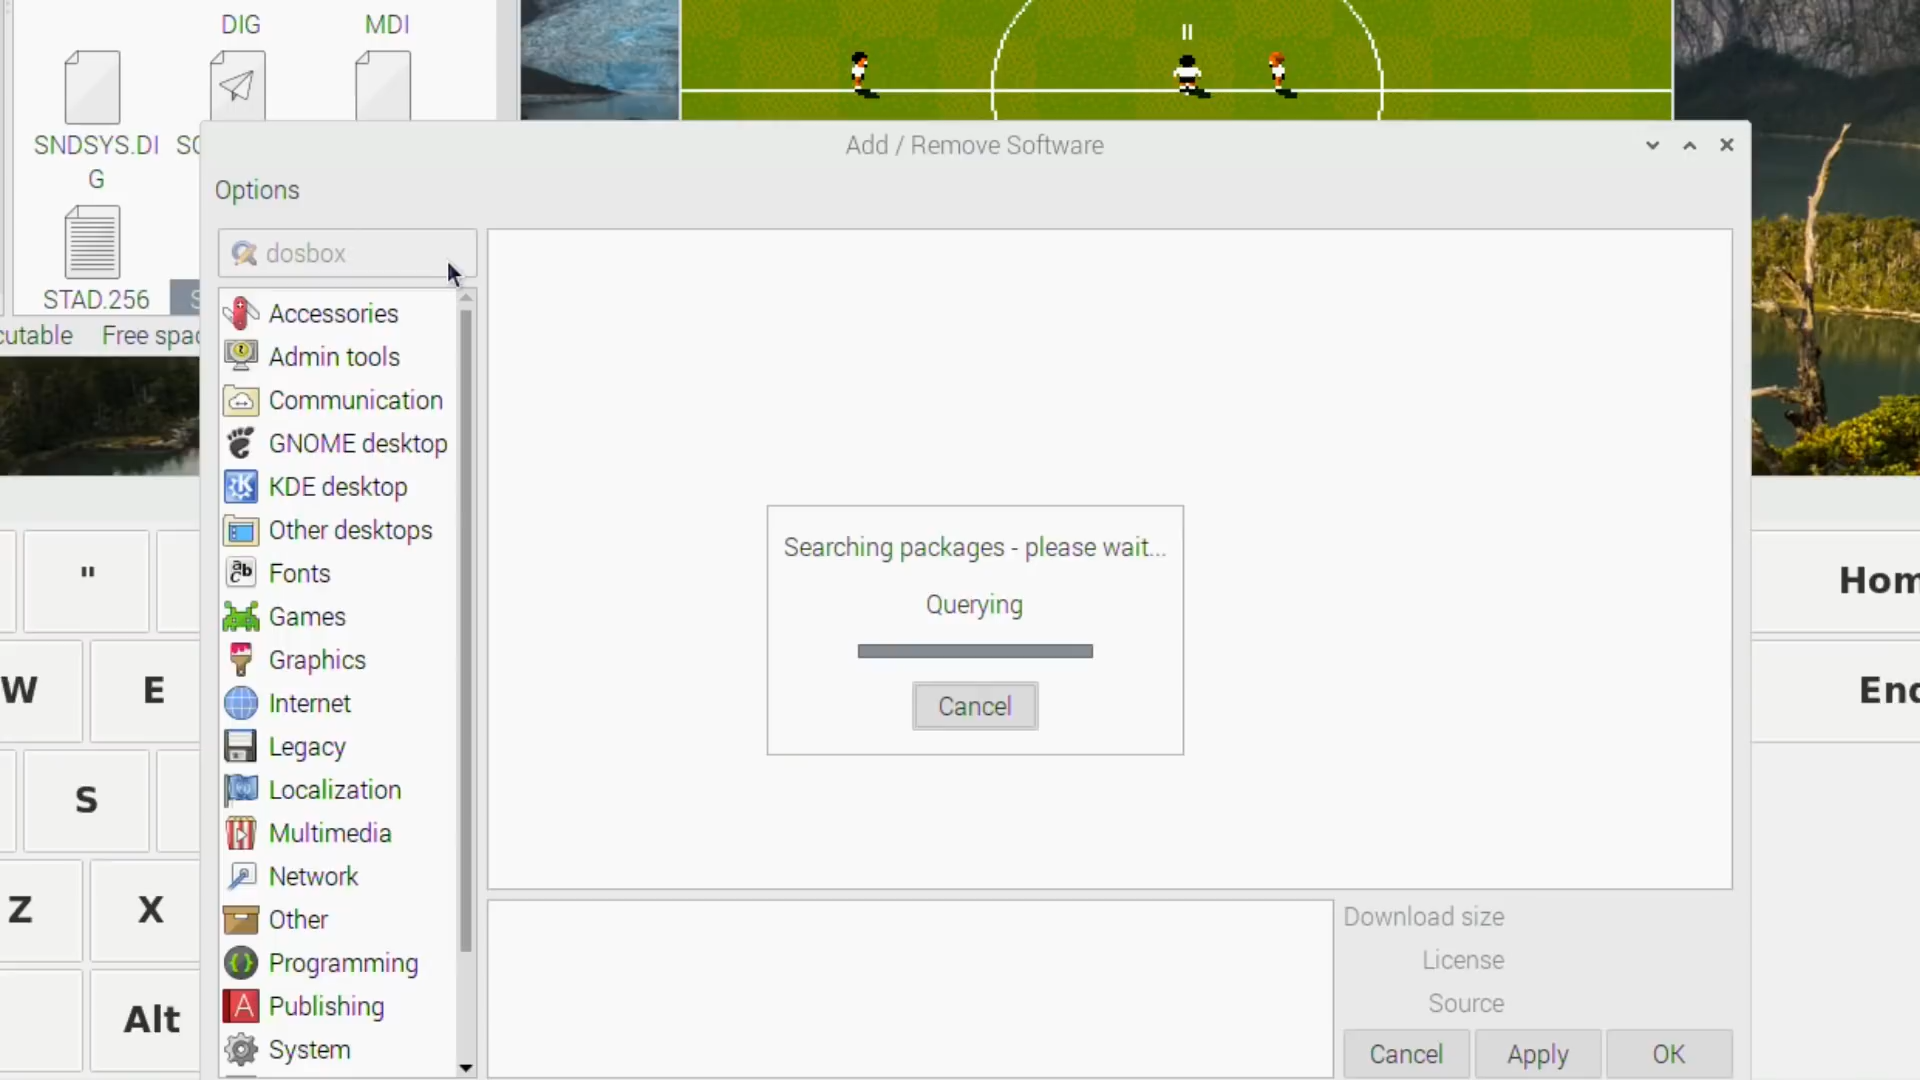 DIG
MDI
SNDSYS.DI
G
STAD.256
Free spac
Add / Remove Software
Options
dosbox
Accessories
Admin tools
Communication
GNOME desktop
KDE desktop
Other desktops
Fonts
Games
Graphics
Internet
Legacy
Localization
Multimedia
Network
Other
Programming
Publishing
System
Searching packages - please wait...
Querying
Cancel
Download size
License
Source
Cancel
Apply
OK
"
W
E
S
Z
X
Alt
Hom
End